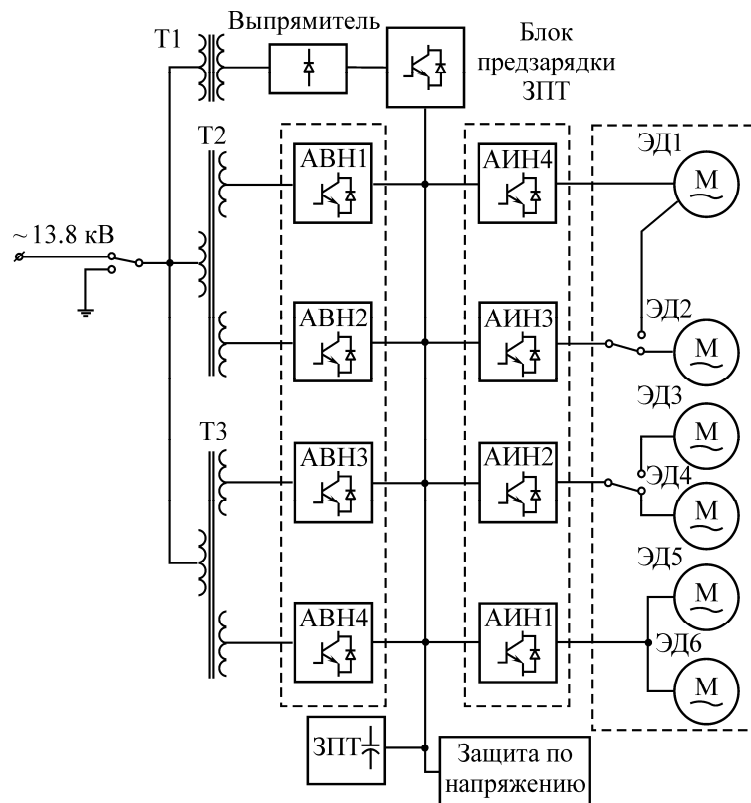 Выпрямитель
Т1
Блок
предзарядки
ЗПТ
Т2
АВН1
АИН4
ЭД1
М
~ 13.8 кВ
АВН2
АИН3
ЭД2
М
ЭД3
М
Т3
АВН3
АИН2
ЭД4
М
ЭД5
М
АВН4
АИН1
ЭД6
М
ЗПТ
Защита по
напряжению